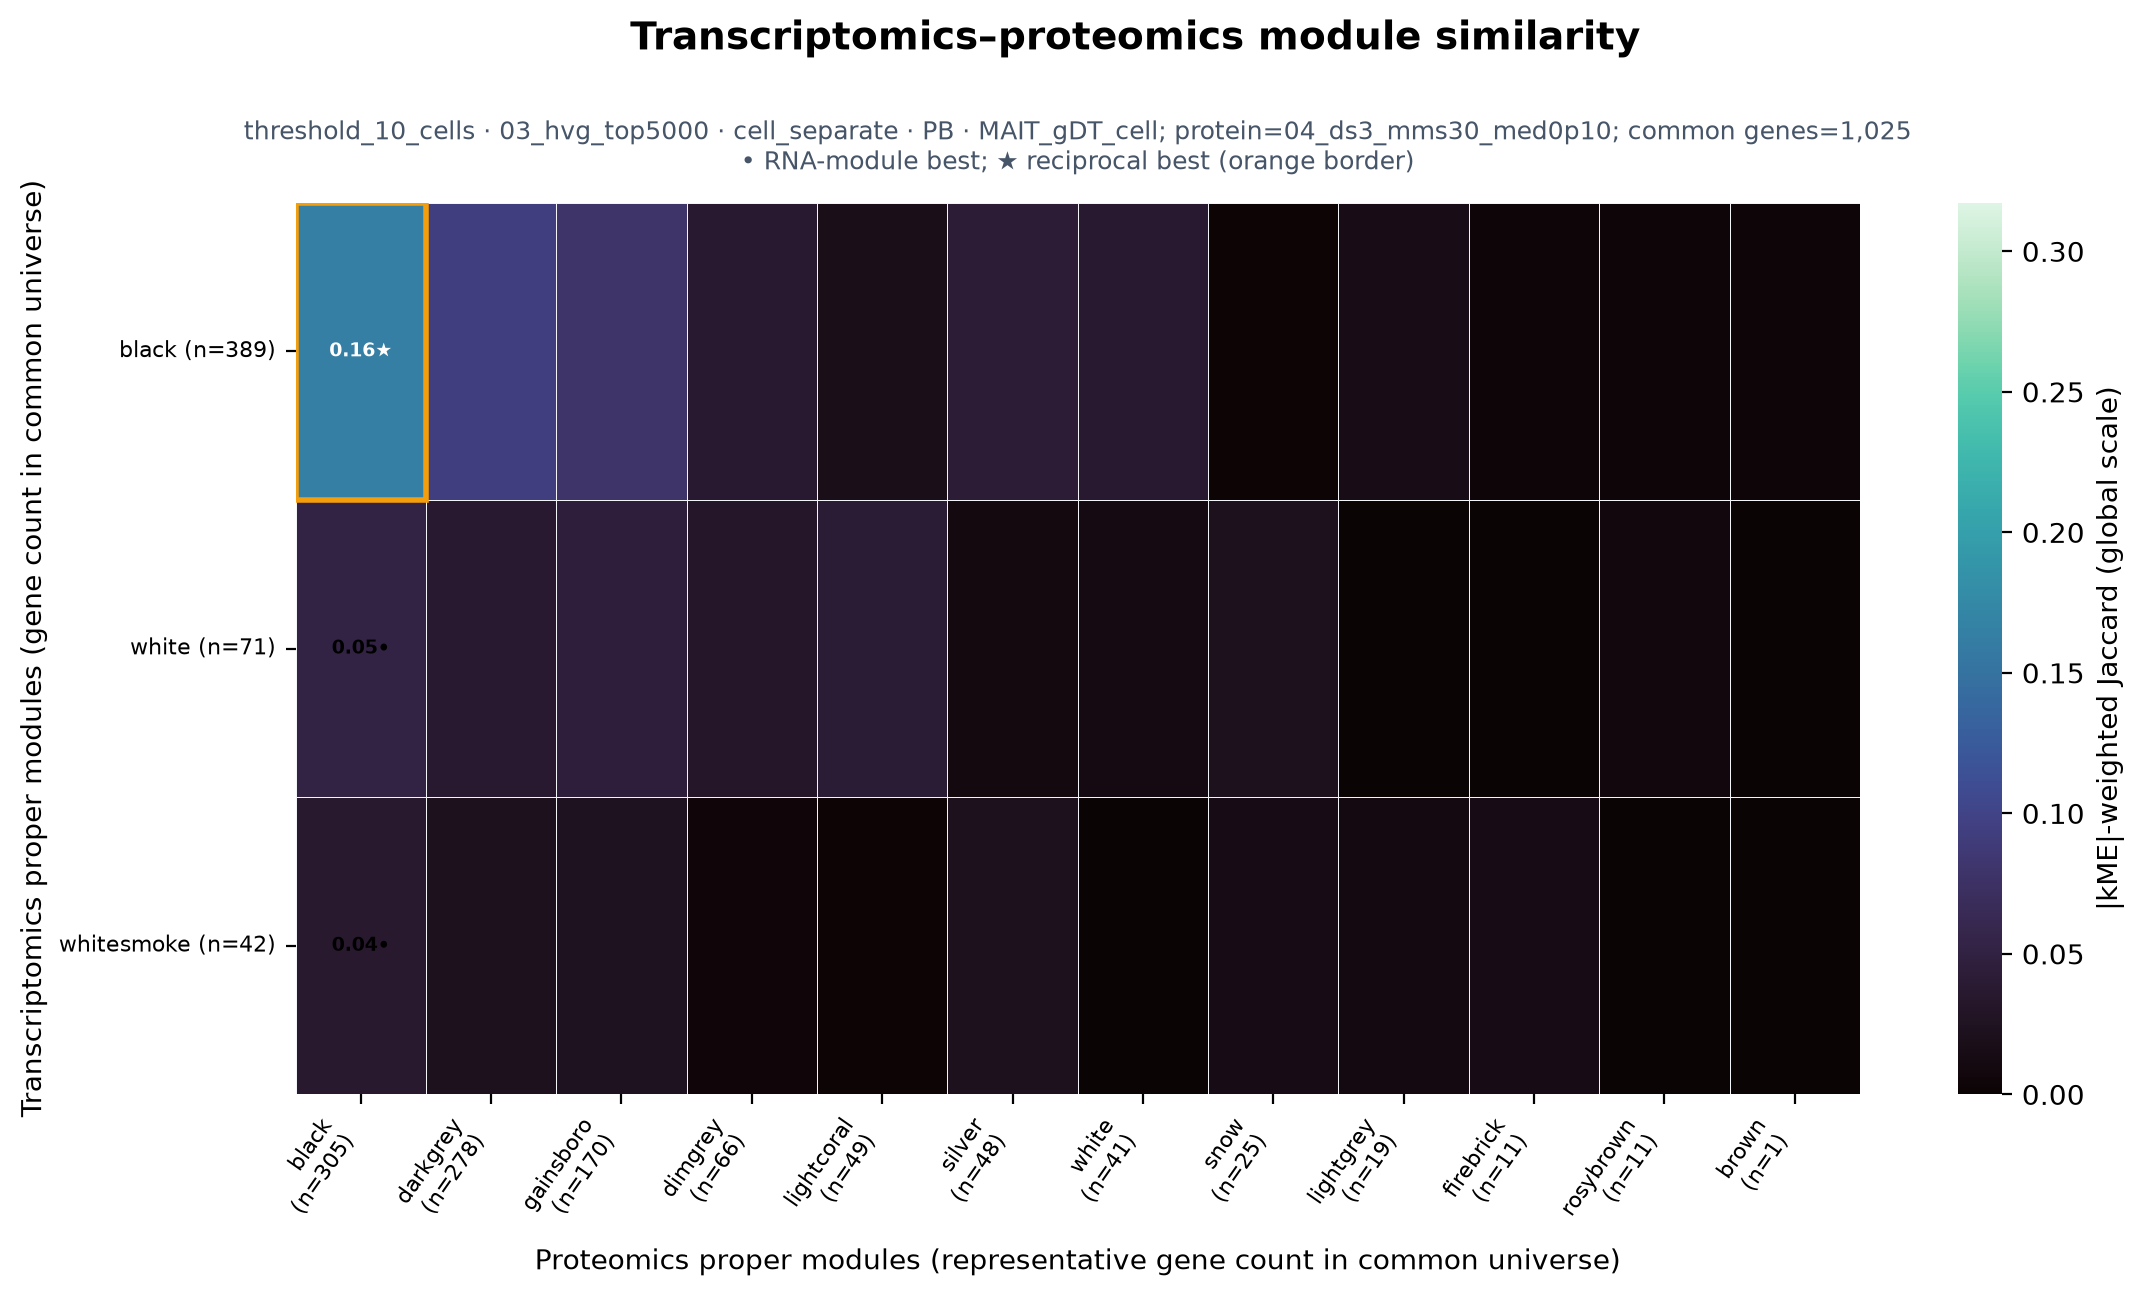 Transcriptomics–proteomics module similarity
threshold_10_cells · 03_hvg_top5000 · cell_separate · PB · MAIT_gDT_cell; protein=04_ds3_mms30_med0p10; common genes=1,025
• RNA-module best; ★ reciprocal best (orange border)
Transcriptomics proper modules (gene count in common universe)
black (n=389)
white (n=71)
whitesmoke (n=42)
0.16★
0.05•
0.04•
black
(n=305)
darkgrey
(n=278)
gainsboro
(n=170)
dimgrey
(n=66)
lightcoral
(n=49)
silver
(n=48)
white
(n=41)
snow
(n=25)
lightgrey
(n=19)
firebrick
(n=11)
rosybrown
(n=11)
brown
(n=1)
Proteomics proper modules (representative gene count in common universe)
0.30
0.25
0.20
0.15
0.10
0.05
0.00
|kME|-weighted Jaccard (global scale)